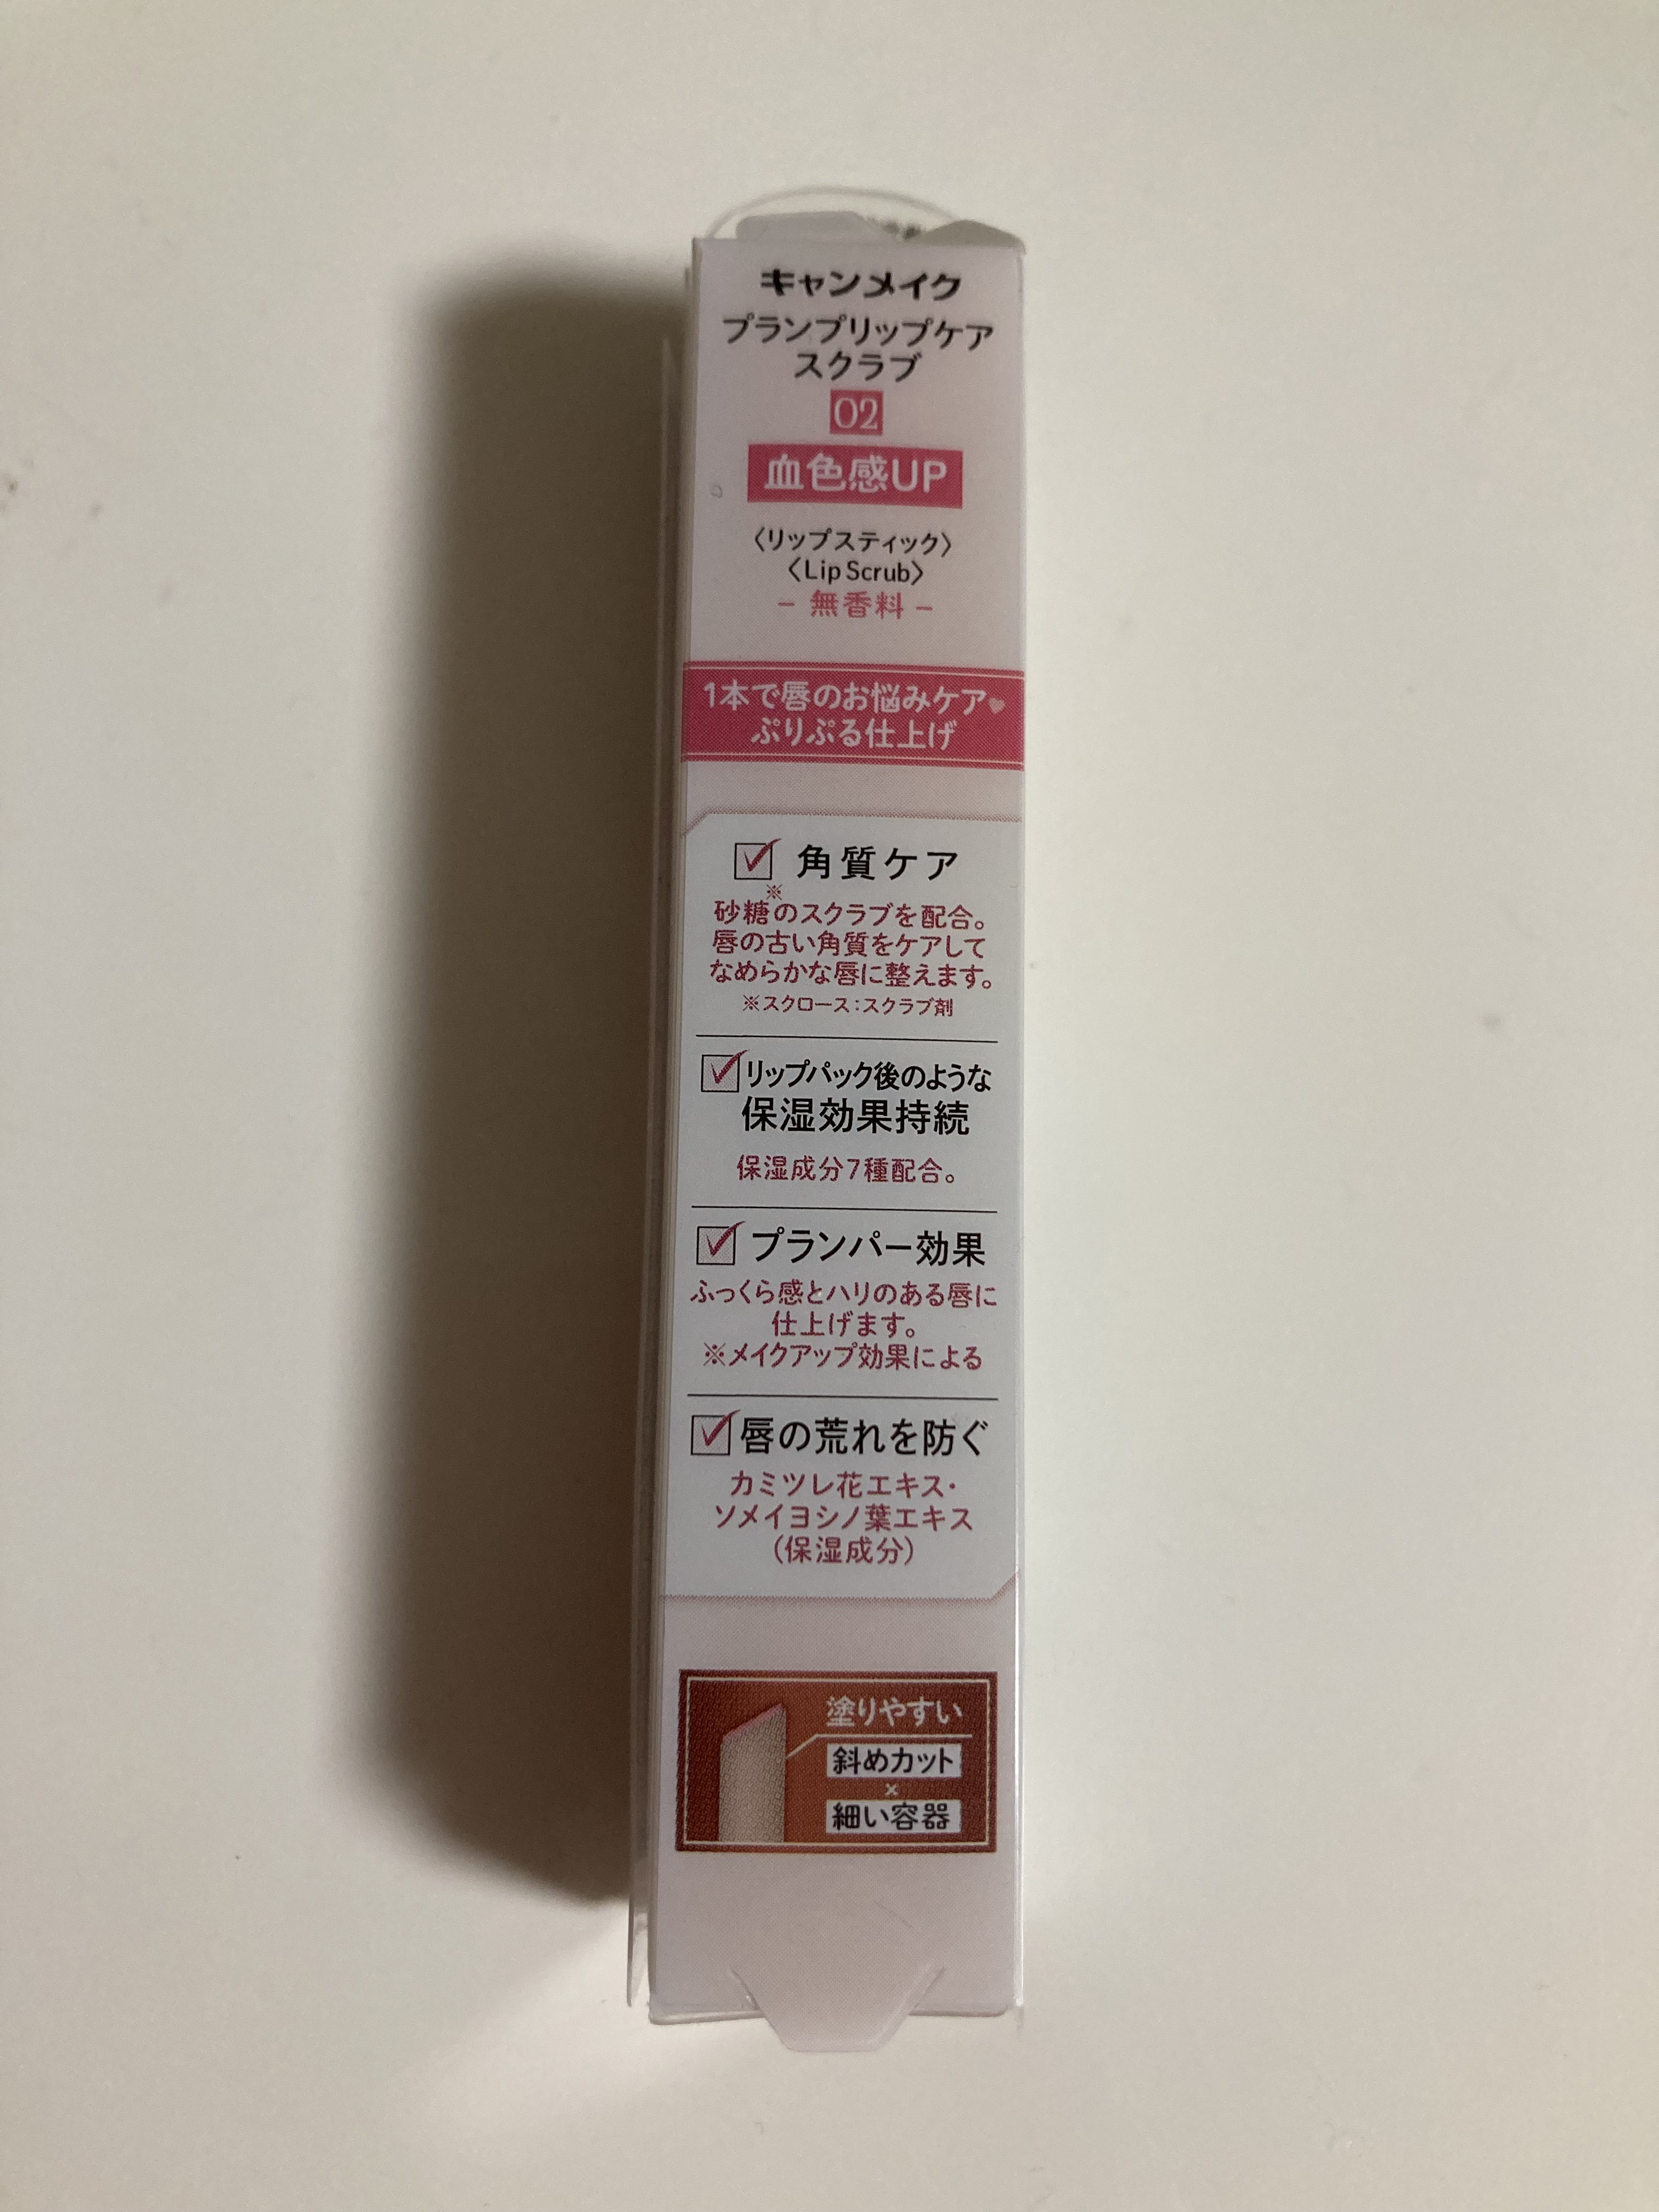 キャンメイク
プランプリップケア
スクラブ
02
血色感UP
〈リップスティック〉
〈Lip Scrub〉
– 無香料 –
1本で唇のお悩みケア♥
ぷりぷる仕上げ
角質ケア
砂糖※のスクラブを配合。
唇の古い角質をケアして
なめらかな唇に整えます。
※スクロース：スクラブ剤
リップパック後のような
保湿効果持続
保湿成分7種配合。
プランパー効果
ふっくら感とハリのある唇に
仕上げます。
※メイクアップ効果による
唇の荒れを防ぐ
カミツレ花エキス・
ソメイヨシノ葉エキス
（保湿成分）
塗りやすい
斜めカット
×
細い容器